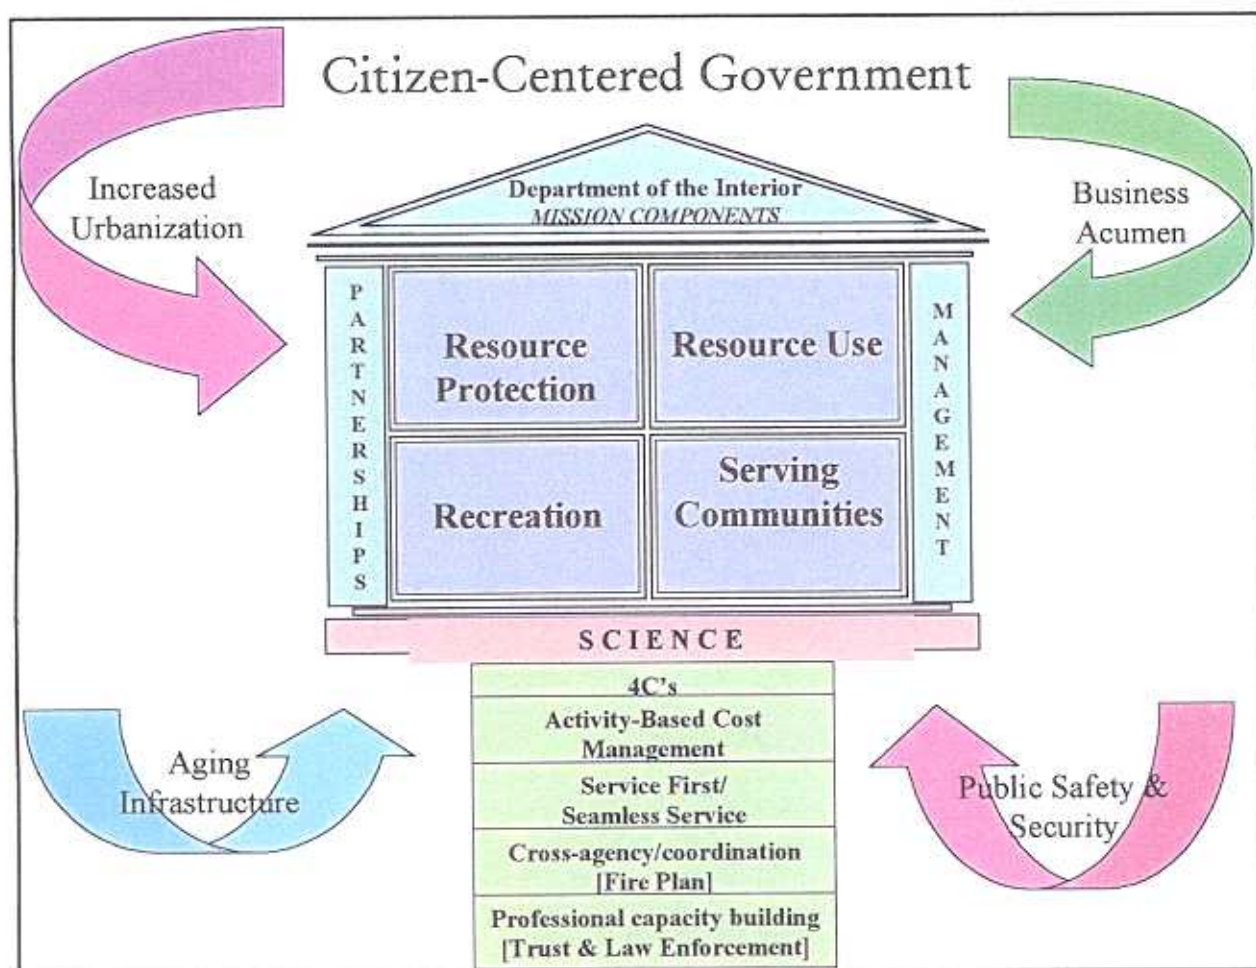 Citizen-Centered Government
Increased
Urbanization
Business
Acumen
Department of the Interior
MISSION COMPONENTS
PARTNERSHIPS
Resource
Protection
Resource Use
MANAGEMENT
Recreation
Serving
Communities
SCIENCE
4C's
Activity-Based Cost
Management
Service First/
Seamless Service
Cross-agency/coordination
[Fire Plan]
Professional capacity building
[Trust & Law Enforcement]
Aging
Infrastructure
Public Safety &
Security